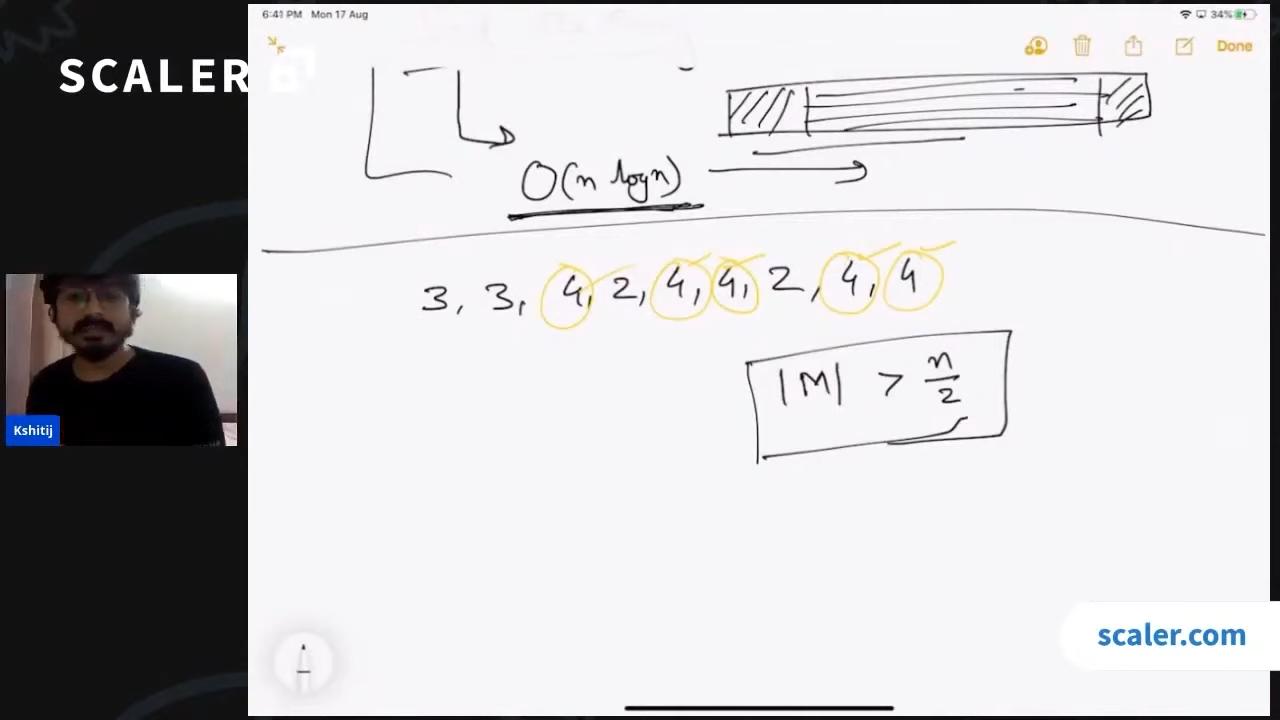 6:41 PM Mon 17 Aug
34%
Done
SCALER
O(n logn)
3, 3, 4, 2, 4, 4, 2, 4, 4
|M| > n/2
Kshitij
scaler.com